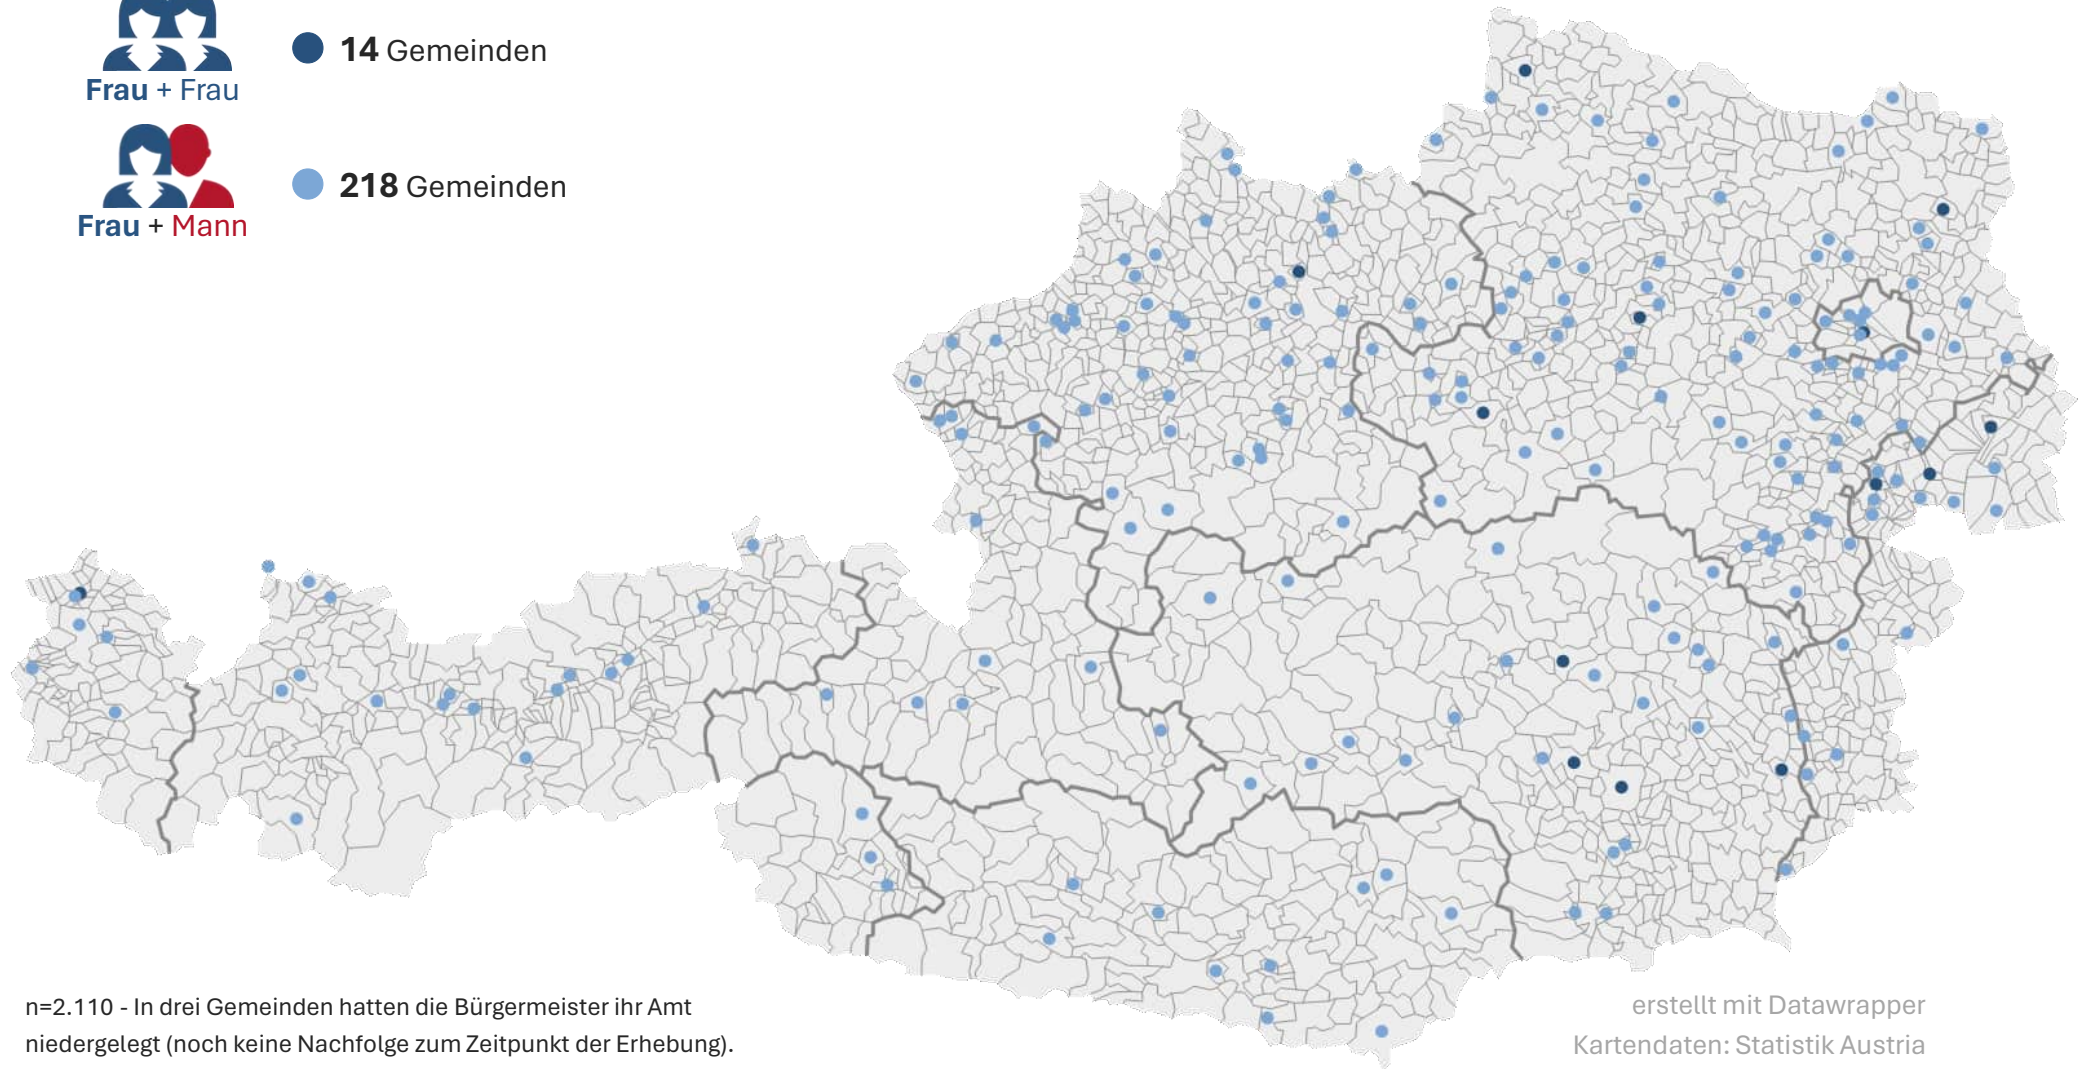 14 Gemeinden
Frau + Frau
218 Gemeinden
Frau + Mann
n=2.110 - In drei Gemeinden hatten die Bürgermeister ihr Amt
niedergelegt (noch keine Nachfolge zum Zeitpunkt der Erhebung).
erstellt mit Datawrapper
Kartendaten: Statistik Austria